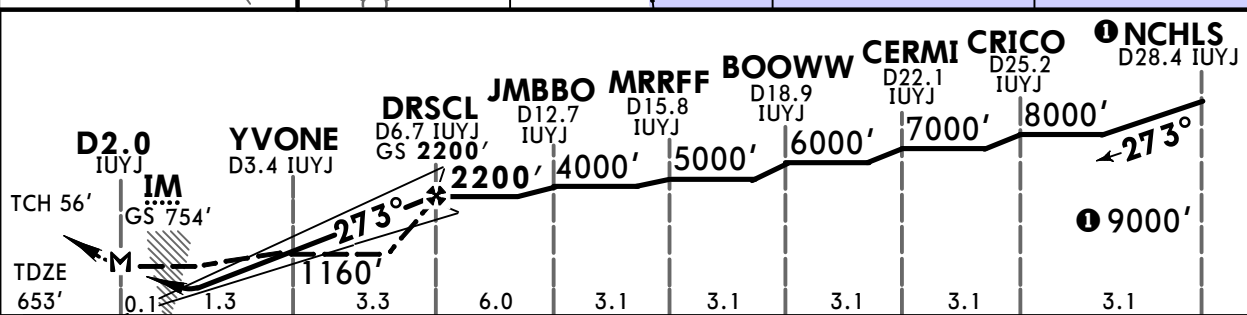 ❶ NCHLS
D28.4 IUYJ
CRICO
D25.2
IUYJ
CERMI
D22.1
IUYJ
BOOWW
D18.9
IUYJ
MRRFF
D15.8
IUYJ
JMBBO
D12.7
IUYJ
DRSCL
D6.7 IUYJ
GS 2200'
YVONE
D3.4 IUYJ
D2.0
IUYJ
IM
GS 754'
TCH 56'
8000'
7000'
6000'
5000'
4000'
2200'
←273°
273°
❶ 9000'
M
1160'
TDZE
653'
0.1 1.3 3.3 6.0 3.1 3.1 3.1 3.1 3.1